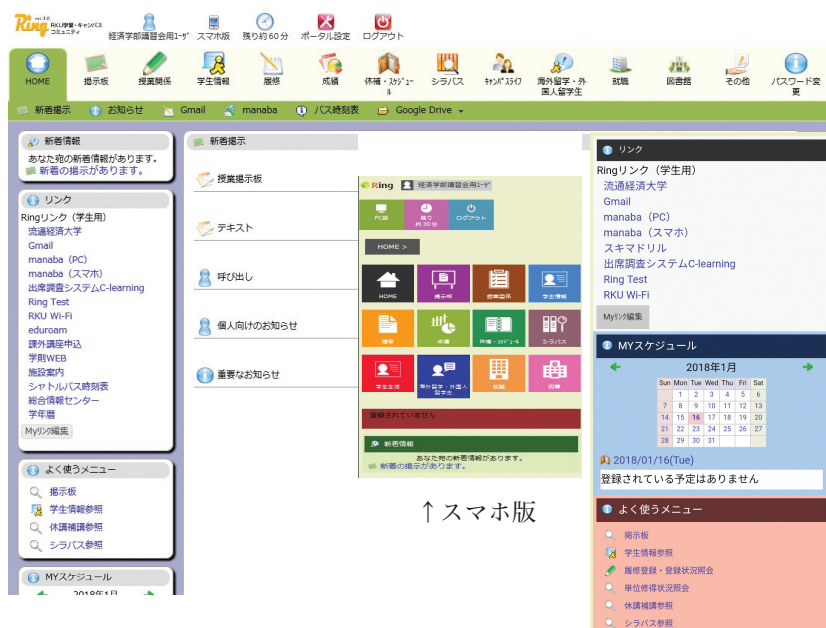 Ring
ver.3.0
RKU学習・キャンパス
コミュニティ
経済学部講習会用ﾕｰｻﾞ
スマホ版
残り約60分
ポータル設定
ログアウト
HOME
掲示板
授業関係
学生情報
履修
成績
休補・ｽｹｼﾞｭｰ
ﾙ
シラバス
ｷｬﾝﾊﾟｽﾗｲﾌ
海外留学・外
国人留学生
就職
図書館
その他
パスワード変
更
新着掲示
お知らせ
Gmail
manaba
バス時刻表
Google Drive
新着情報
あなた宛の新着情報があります。
新着の掲示があります。
リンク
Ringリンク（学生用）
流通経済大学
Gmail
manaba（PC）
manaba（スマホ）
出席調査システムC-learning
Ring Test
RKU Wi-Fi
eduroam
課外講座申込
学割WEB
施設案内
シャトルバス時刻表
総合情報センター
学年暦
Myﾘﾝｸ編集
よく使うメニュー
掲示板
学生情報参照
休講補講参照
シラバス参照
MYスケジュール
2018年1月
新着掲示
授業掲示板
テキスト
呼び出し
個人向けのお知らせ
重要なお知らせ
Ring
経済学部講習会用ﾕｰｻﾞ
PC版
残り
約30分
ログアウト
HOME >
HOME
掲示板
授業関係
学生情報
履修
成績
休補・ｽｹｼﾞｭｰﾙ
シラバス
学生生活
海外留学・外国人
留学生
就職
図書
登録されていません
新着情報
あなた宛の新着情報があります。
新着の掲示があります。
↑スマホ版
リンク
Ringリンク（学生用）
流通経済大学
Gmail
manaba（PC）
manaba（スマホ）
スキマドリル
出席調査システムC-learning
Ring Test
RKU Wi-Fi
Myﾘﾝｸ編集
MYスケジュール
2018年1月
Sun Mon Tue Wed Thu Fri Sat
1 2 3 4 5 6
7 8 9 10 11 12 13
14 15 16 17 18 19 20
21 22 23 24 25 26 27
28 29 30 31
2018/01/16(Tue)
登録されている予定はありません
よく使うメニュー
掲示板
学生情報参照
履修登録・登録状況照会
単位修得状況照会
休講補講参照
シラバス参照